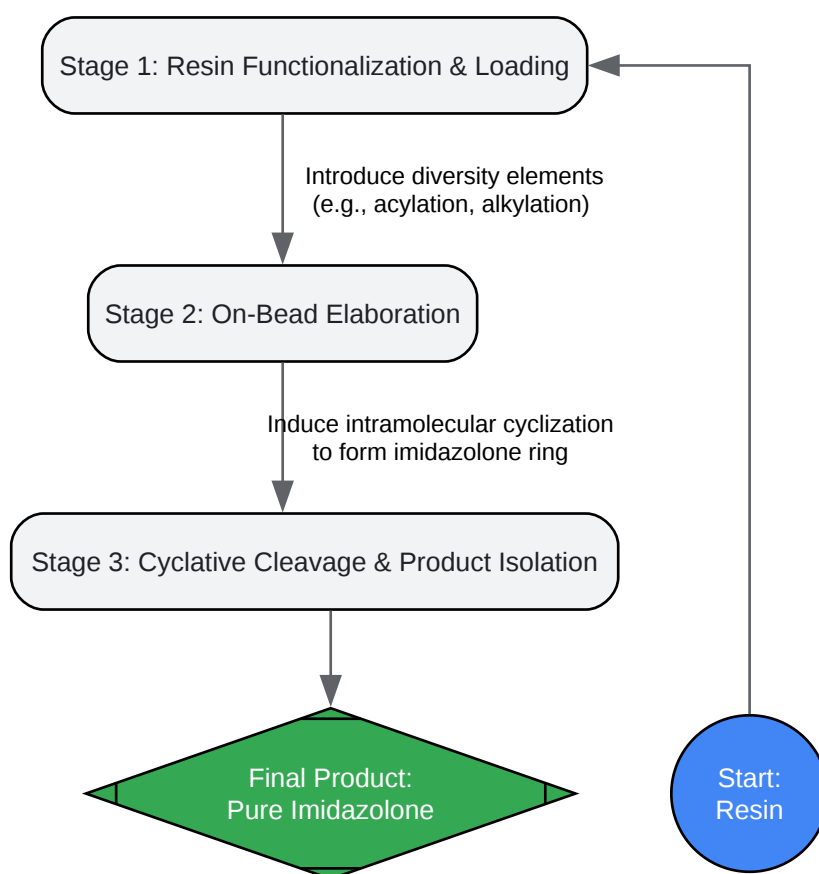 Stage 1: Resin Functionalization & Loading
Introduce diversity elements
(e.g., acylation, alkylation)
Stage 2: On-Bead Elaboration
Induce intramolecular cyclization
to form imidazolone ring
Stage 3: Cyclative Cleavage & Product Isolation
Final Product:
Pure Imidazolone
Start:
Resin